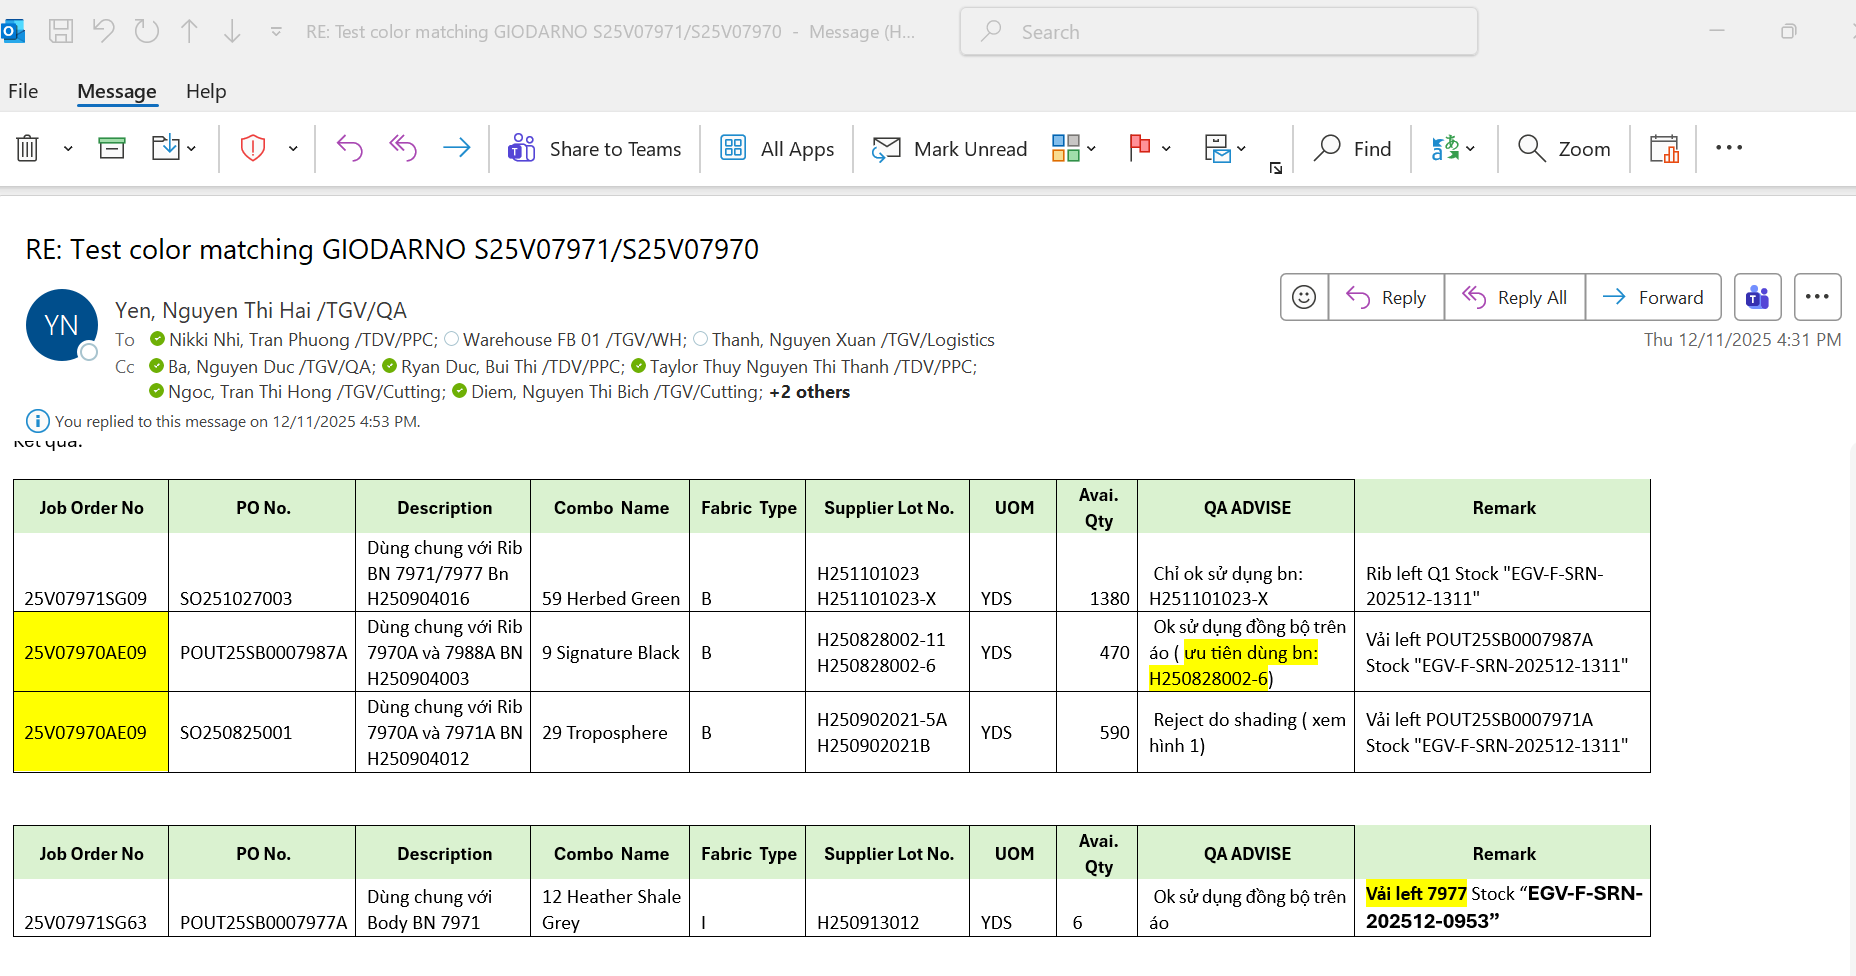 RE: Test color matching GIODARNO S25V07971/S25V07970 - Message (H...
Search
File Message Help
Share to Teams All Apps Mark Unread Find Zoom
RE: Test color matching GIODARNO S25V07971/S25V07970
YN
Yen, Nguyen Thi Hai /TGV/QA
Reply Reply All Forward
To Nikki Nhi, Tran Phuong /TDV/PPC; Warehouse FB 01 /TGV/WH; Thanh, Nguyen Xuan /TGV/Logistics
Thu 12/11/2025 4:31 PM
Cc Ba, Nguyen Duc /TGV/QA; Ryan Duc, Bui Thi /TDV/PPC; Taylor Thuy Nguyen Thi Thanh /TDV/PPC;
Ngoc, Tran Thi Hong /TGV/Cutting; Diem, Nguyen Thi Bich /TGV/Cutting; +2 others
You replied to this message on 12/11/2025 4:53 PM.
Kết quả:
Job Order No PO No. Description Combo Name Fabric Type Supplier Lot No. UOM Avai. Qty QA ADVISE Remark
25V07971SG09 SO251027003 Dùng chung với Rib BN 7971/7977 Bn H250904016 59 Herbed Green B H251101023 H251101023-X YDS 1380 Chỉ ok sử dụng bn: H251101023-X Rib left Q1 Stock "EGV-F-SRN-202512-1311"
25V07970AE09 POUT25SB0007987A Dùng chung với Rib 7970A và 7988A BN H250904003 9 Signature Black B H250828002-11 H250828002-6 YDS 470 Ok sử dụng đồng bộ trên áo ( ưu tiên dùng bn: H250828002-6) Vải left POUT25SB0007987A Stock "EGV-F-SRN-202512-1311"
25V07970AE09 SO250825001 Dùng chung với Rib 7970A và 7971A BN H250904012 29 Troposphere B H250902021-5A H250902021B YDS 590 Reject do shading ( xem hình 1) Vải left POUT25SB0007971A Stock "EGV-F-SRN-202512-1311"
Job Order No PO No. Description Combo Name Fabric Type Supplier Lot No. UOM Avai. Qty QA ADVISE Remark
25V07971SG63 POUT25SB0007977A Dùng chung với Body BN 7971 12 Heather Shale Grey I H250913012 YDS 6 Ok sử dụng đồng bộ trên áo Vải left 7977 Stock “EGV-F-SRN-202512-0953”